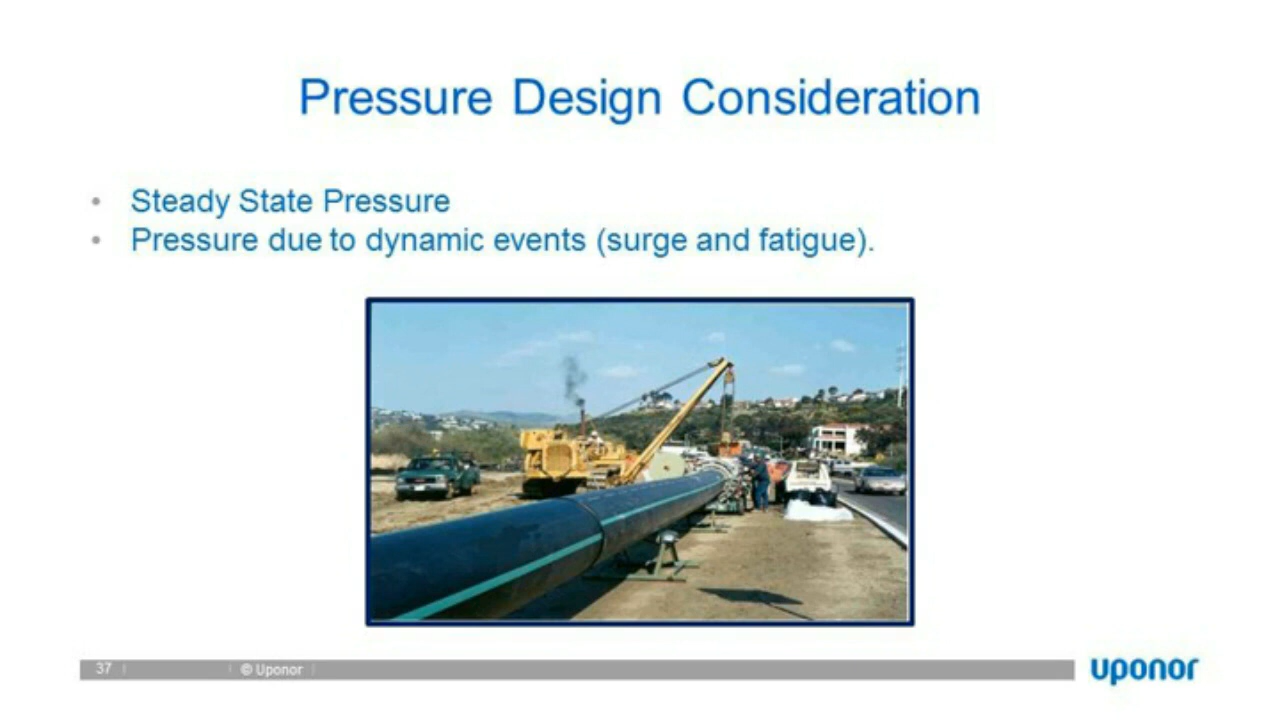 Pressure Design Consideration
• Steady State Pressure
• Pressure due to dynamic events (surge and fatigue).
37
© Uponor
uponor